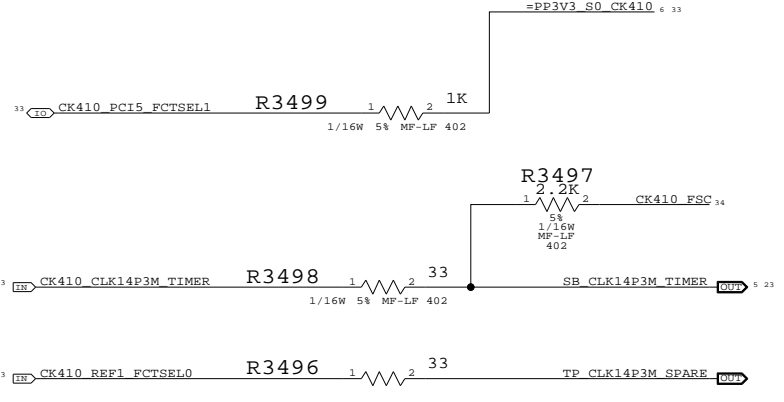 =PP3V3_S0_CK410 6 33
33 IO CK410_PCI5_FCTSEL1 R3499 1 2 1K
1/16W 5% MF-LF 402
R3497
2.2K
1 2 CK410_FSC 34
5%
1/16W
MF-LF
402
3 IN CK410_CLK14P3M_TIMER R3498 1 2 33 SB_CLK14P3M_TIMER OUT 5 23
1/16W 5% MF-LF 402
3 IN CK410_REF1_FCTSEL0 R3496 1 2 33 TP_CLK14P3M_SPARE OUT